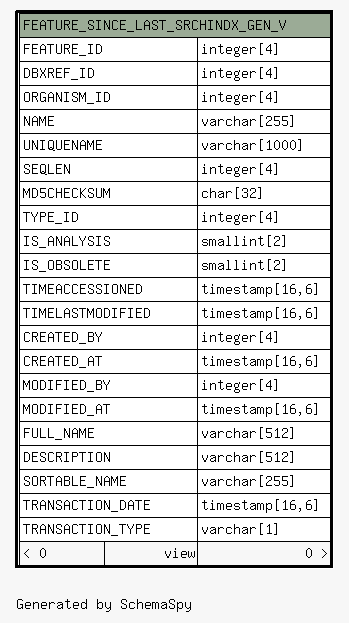 FEATURE_SINCE_LAST_SRCHINDX_GEN_V
FEATURE_ID integer[4]
DBXREF_ID integer[4]
ORGANISM_ID integer[4]
NAME varchar[255]
UNIQUENAME varchar[1000]
SEQLEN integer[4]
MD5CHECKSUM char[32]
TYPE_ID integer[4]
IS_ANALYSIS smallint[2]
IS_OBSOLETE smallint[2]
TIMEACCESSIONED timestamp[16,6]
TIMELASTMODIFIED timestamp[16,6]
CREATED_BY integer[4]
CREATED_AT timestamp[16,6]
MODIFIED_BY integer[4]
MODIFIED_AT timestamp[16,6]
FULL_NAME varchar[512]
DESCRIPTION varchar[512]
SORTABLE_NAME varchar[255]
TRANSACTION_DATE timestamp[16,6]
TRANSACTION_TYPE varchar[1]
< 0 view 0 >
Generated by SchemaSpy